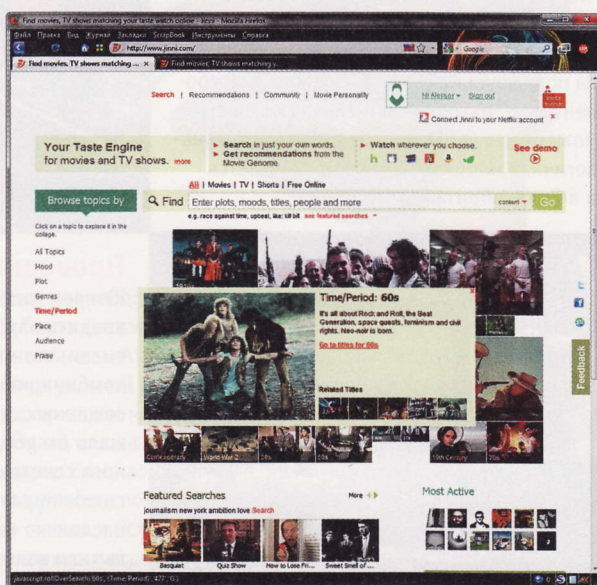 Find movies, TV shows matching your taste watch online - Jinni - Mozilla Firefox
Файл Правка Вид Журнал Закладки ScrapBook Инструменты Справка
http://www.jinni.com/
Google
Find movies, TV shows matching ... ×
Find movies, TV shows matching y...
Search | Recommendations | Community | Movie Personality
Hi Alessar
Sign out
Connect Jinni to your Netflix account ×
Your Taste Engine
for movies and TV shows. more
Search in just your own words.
Get recommendations from the
Movie Genome.
Watch wherever you choose.
See demo
Browse topics by
All | Movies | TV | Shorts | Free Online
Find
Enter plots, moods, titles, people and more
content
Go
e.g. race against time, upbeat, like: kill bill see featured searches
Click on a topic to explore it in the
collage.
All Topics
Mood
Plot
Genres
Time/Period
Place
Audience
Praise
Time/Period: 60s
It's all about Rock and Roll, the Beat
Generation, space quests, feminism and civil
rights. Neo-noir is born.
Go to titles for 60s
Related Titles
Feedback
Contemporary
World War 2
19th Century
Featured Searches
More
Most Active
journalism new york ambition love Search
Basquiat
Quiz Show
How to Lose Fri...
Sweet Smell of ...